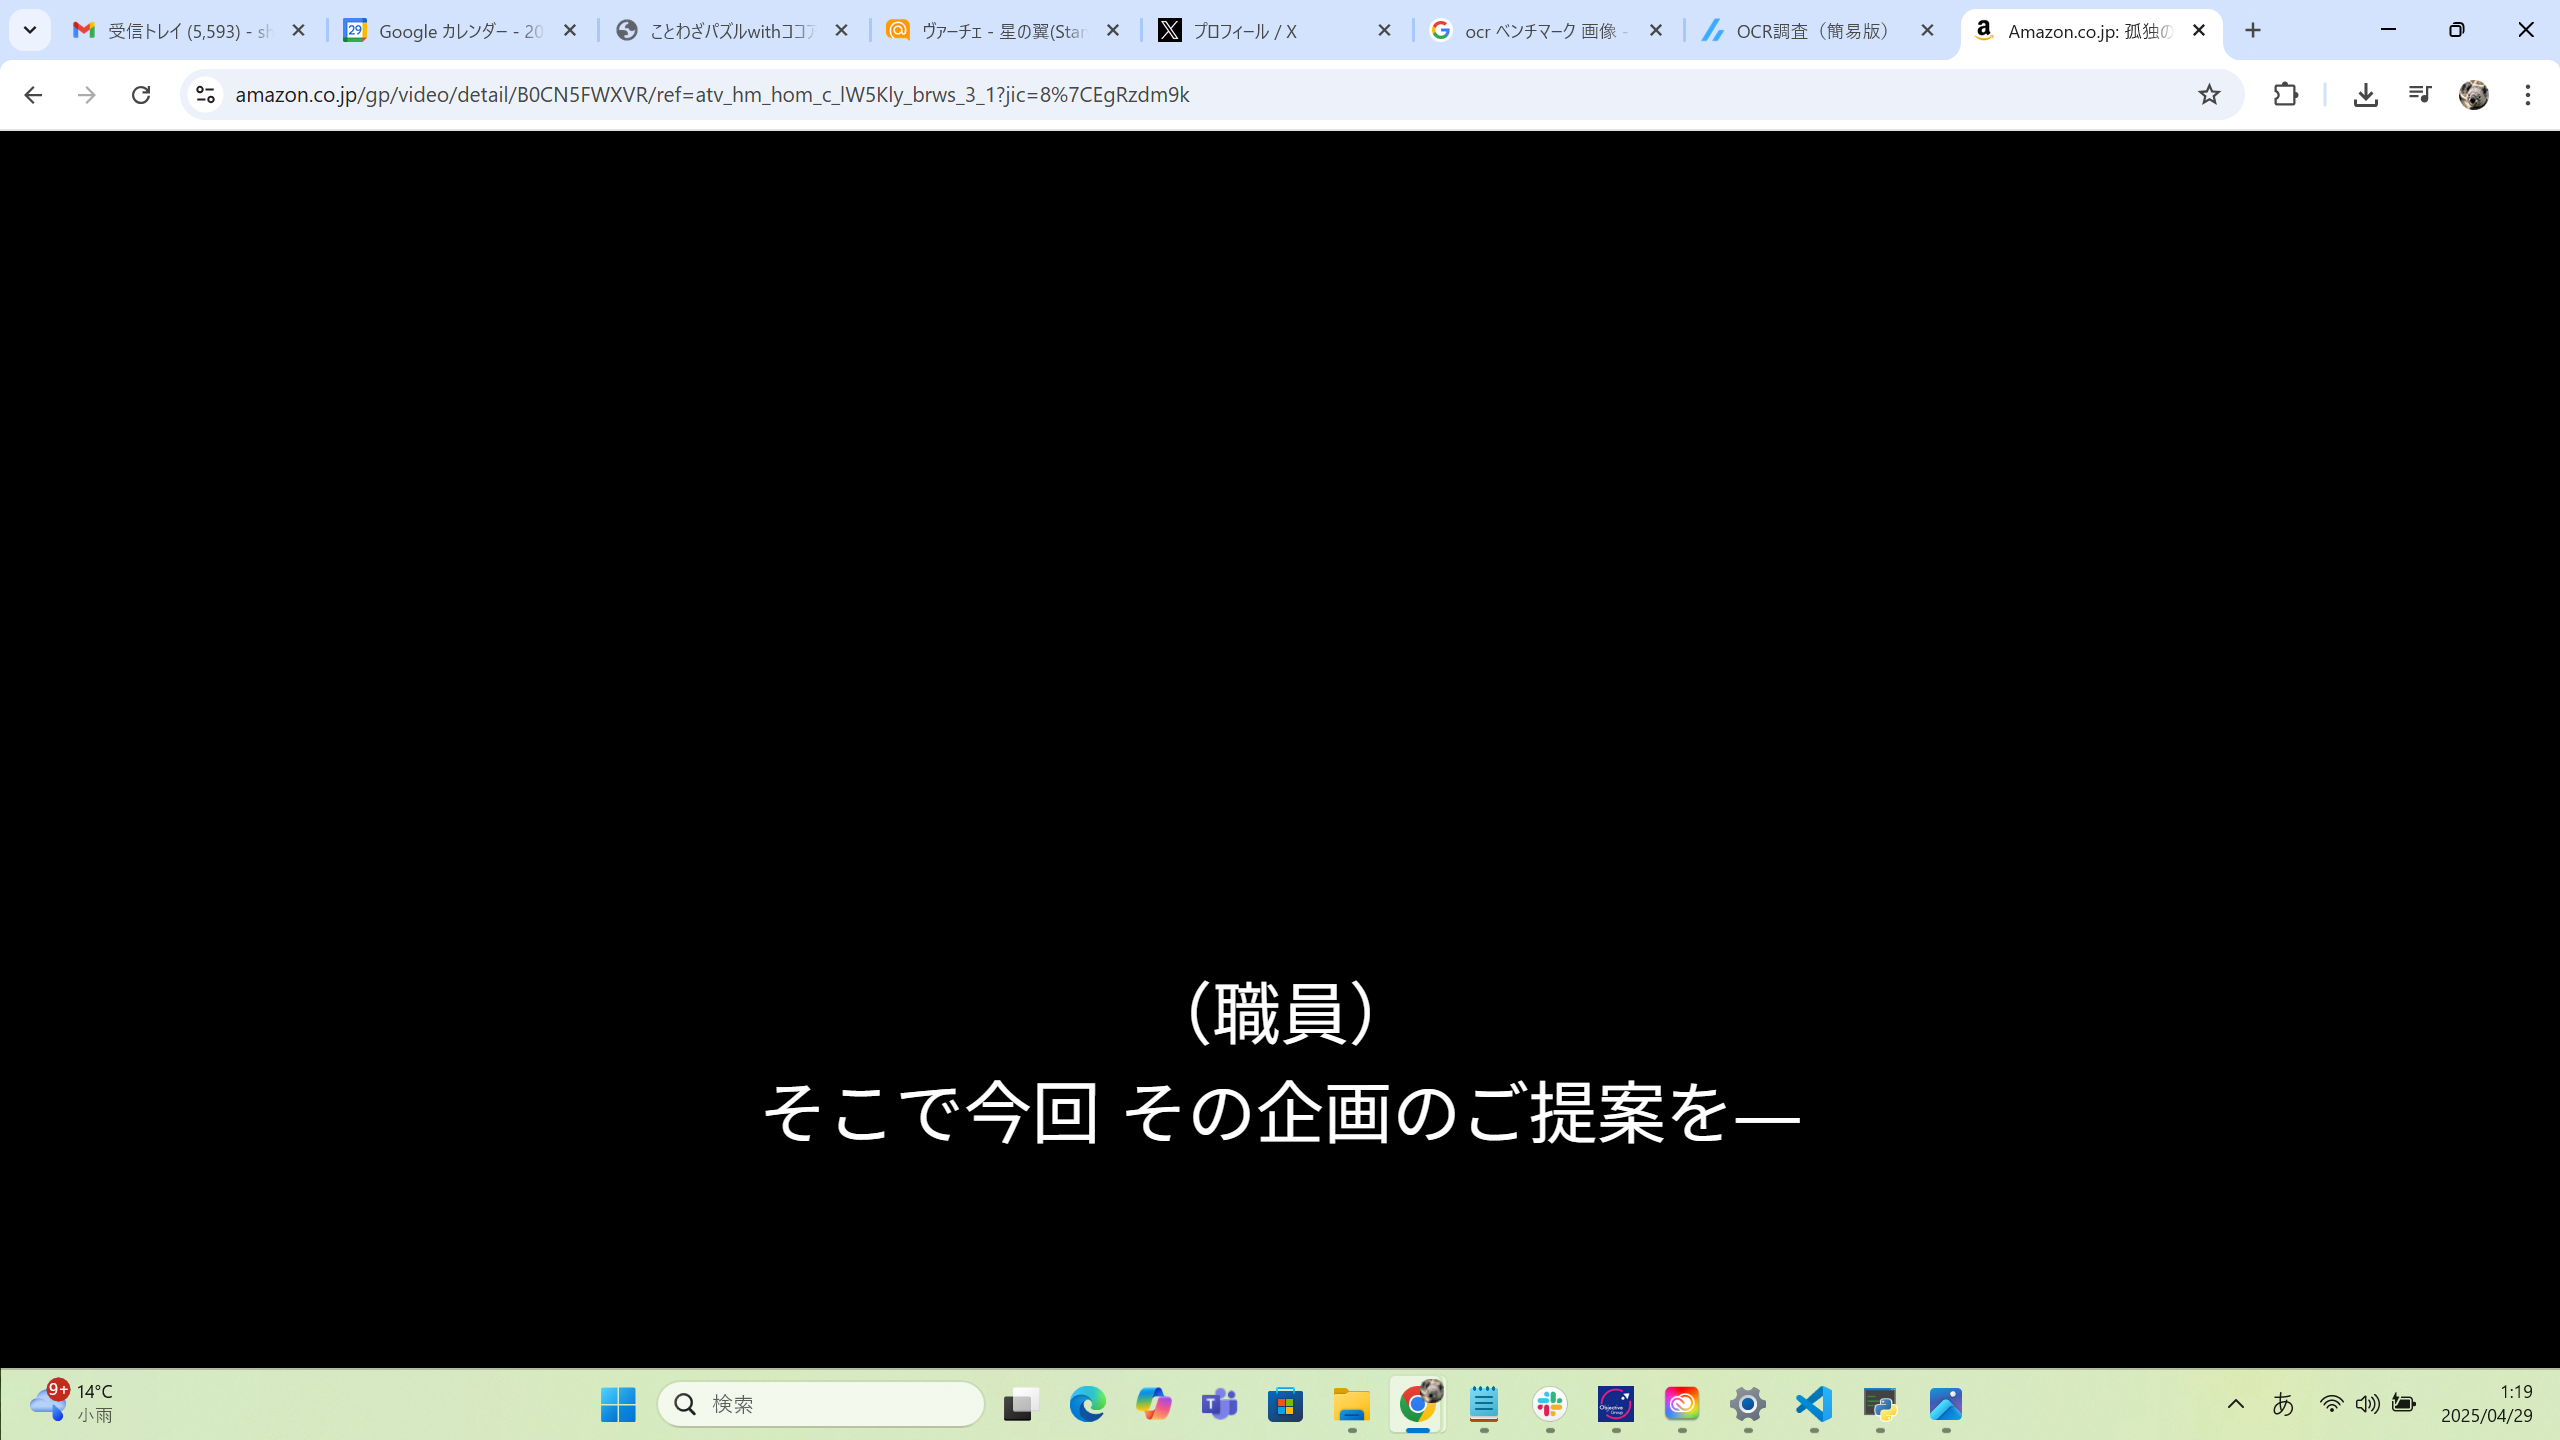 受信トレイ (5,593) - sh
Google カレンダー - 20
ことわざパズルwithココア
ヴァーチェ - 星の翼(Star
プロフィール / X
ocr ベンチマーク 画像 -
OCR調査（簡易版）
Amazon.co.jp: 孤独の
amazon.co.jp/gp/video/detail/B0CN5FWXVR/ref=atv_hm_hom_c_lW5Kly_brws_3_1?jic=8%7CEgRzdm9k
（職員）
そこで今回 その企画のご提案を―
9+
14°C
小雨
検索
あ
1:19
2025/04/29